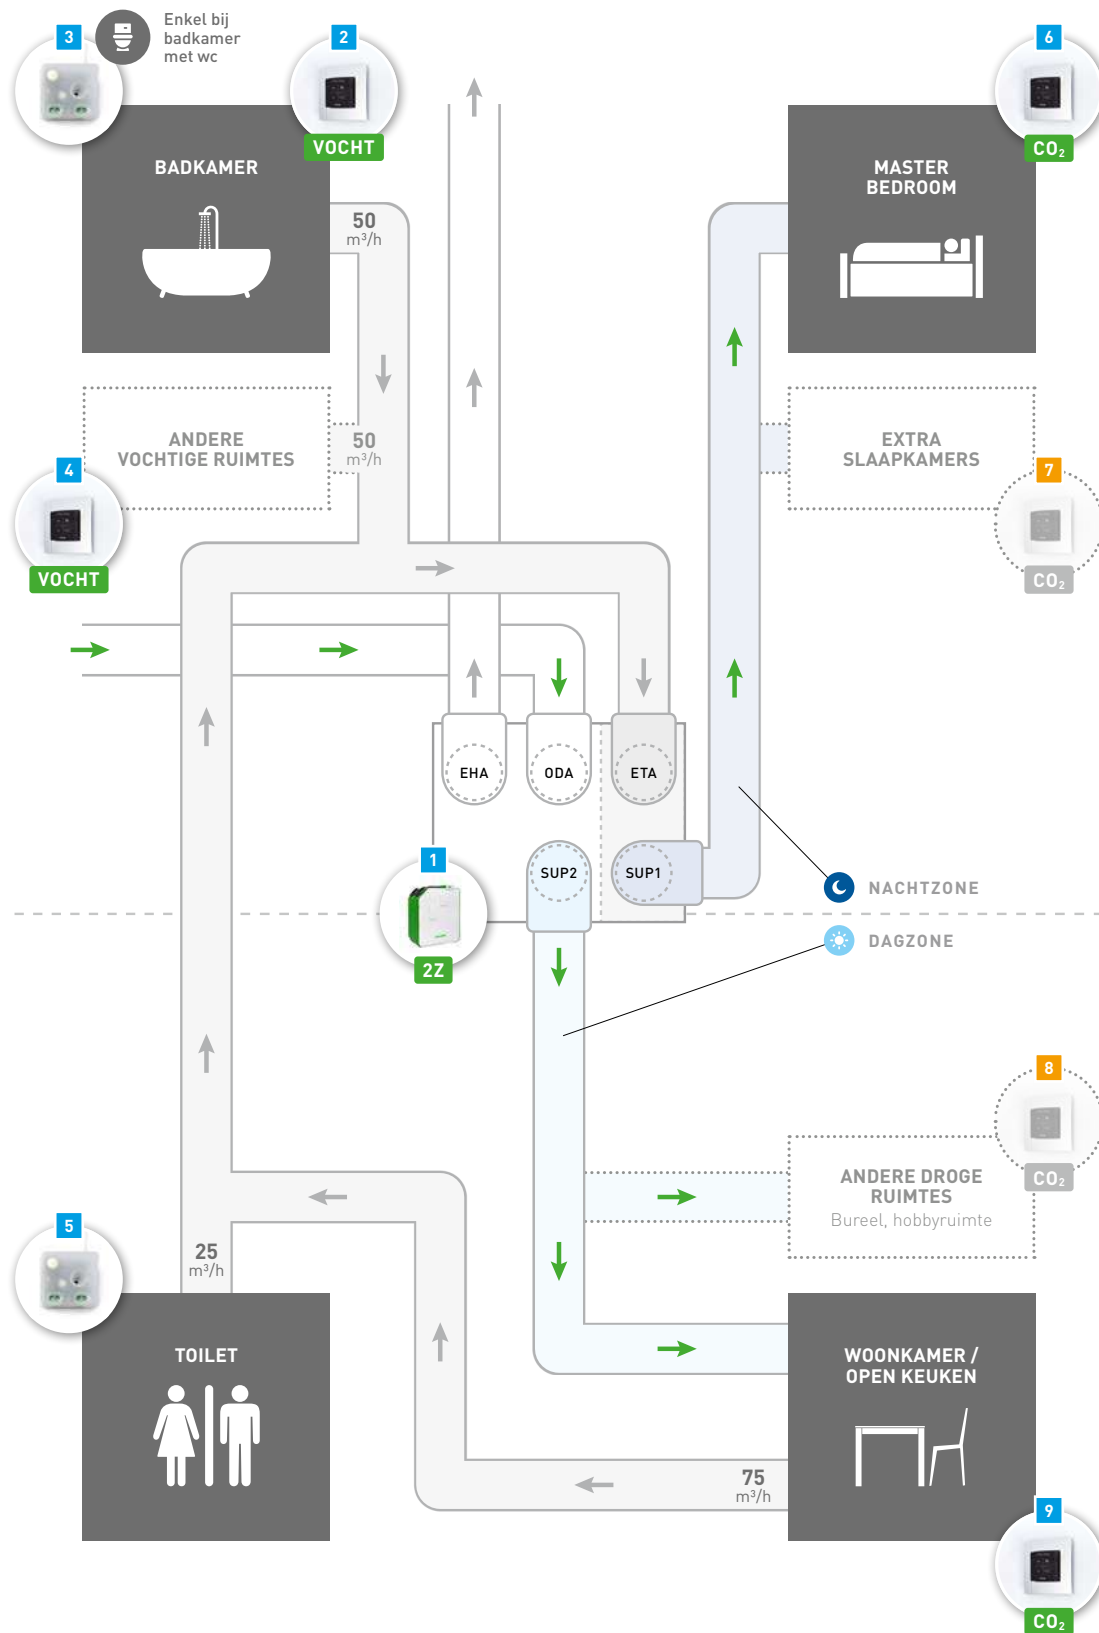 3
Enkel bij
badkamer
met wc
2
VOCHT
6
CO₂
BADKAMER
50
m³/h
MASTER
BEDROOM
ANDERE
VOCHTIGE RUIMTES
50
m³/h
4
VOCHT
EXTRA
SLAAPKAMERS
7
CO₂
EHA
ODA
ETA
SUP2
SUP1
1
2Z
NACHTZONE
DAGZONE
8
CO₂
ANDERE DROGE
RUIMTES
Bureel, hobbyruimte
5
25
m³/h
TOILET
WOONKAMER /
OPEN KEUKEN
75
m³/h
9
CO₂